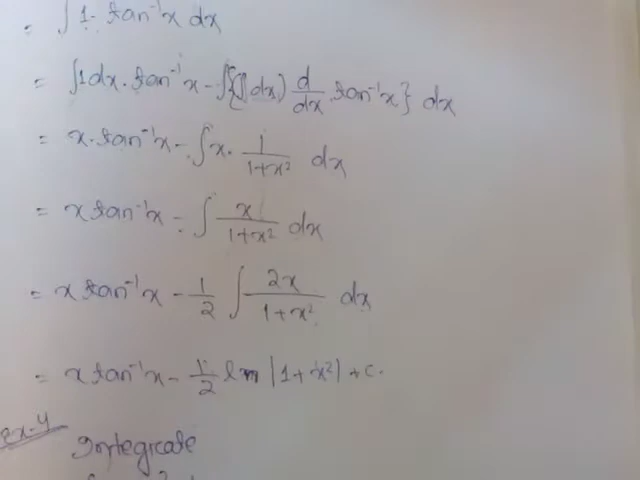 = ∫ 1· tan⁻¹x dx
= ∫1dx · tan⁻¹x - ∫{(∫1dx) d/dx tan⁻¹x} dx
= x· tan⁻¹x - ∫x· 1/1+x² dx
= x tan⁻¹x - ∫ x/1+x² dx
= x tan⁻¹x - 1/2 ∫ 2x/1+x² dx
= x tan⁻¹x - 1/2 ln |1+x²| + c.
ex-4
Integrate